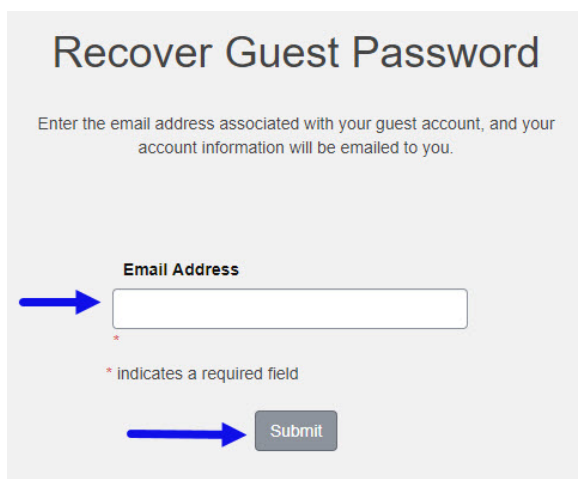 Recover Guest Password
Enter the email address associated with your guest account, and your
account information will be emailed to you.
Email Address
*
* indicates a required field
Submit